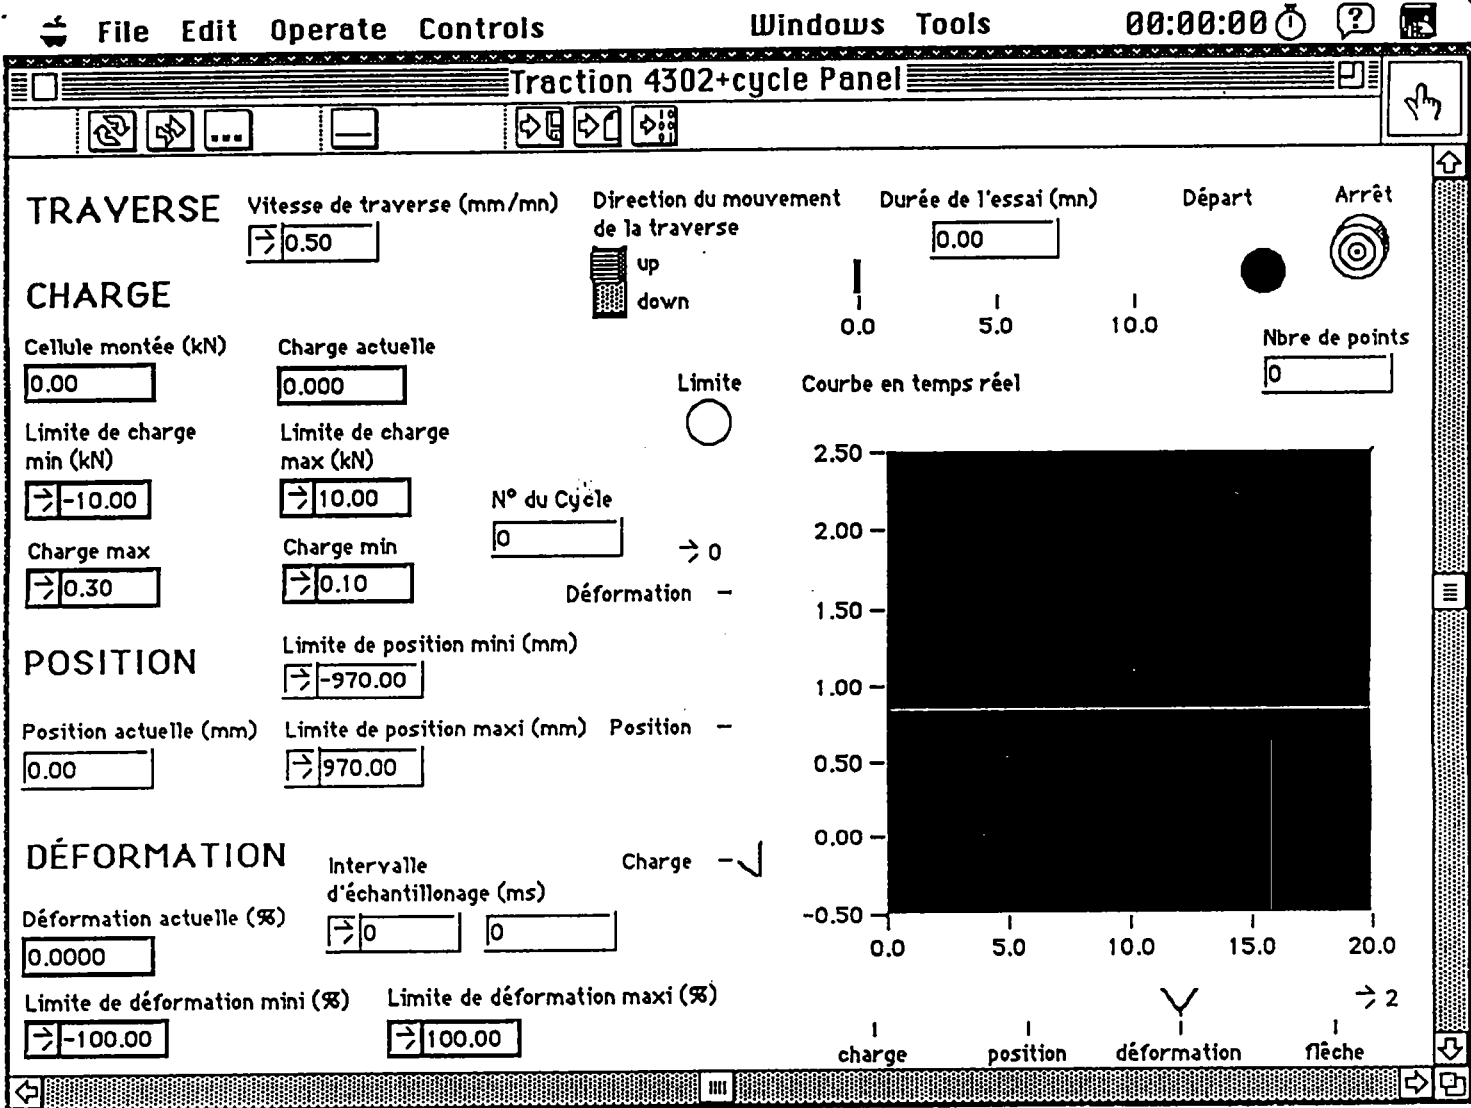 File Edit Operate Controls Windows Tools 00:00:00
Traction 4302+cycle Panel
TRAVERSE
Vitesse de traverse (mm/mn)
0.50
Direction du mouvement
de la traverse
up
down
Durée de l'essai (mn)
0.00
0.0 5.0 10.0
Départ
Arrêt
Nbre de points
0
CHARGE
Cellule montée (kN)
0.00
Charge actuelle
0.000
Limite de charge
min (kN)
-10.00
Limite de charge
max (kN)
10.00
Charge max
0.30
Charge min
0.10
N° du Cycle
0
Limite
0
Déformation
Position
Charge
Courbe en temps réel
2.50
2.00
1.50
1.00
0.50
0.00
-0.50
0.0 5.0 10.0 15.0 20.0
2
charge position déformation flêche
POSITION
Limite de position mini (mm)
-970.00
Position actuelle (mm)
0.00
Limite de position maxi (mm)
970.00
DÉFORMATION
Intervalle
d'échantillonage (ms)
0 0
Déformation actuelle (%)
0.0000
Limite de déformation mini (%)
-100.00
Limite de déformation maxi (%)
100.00